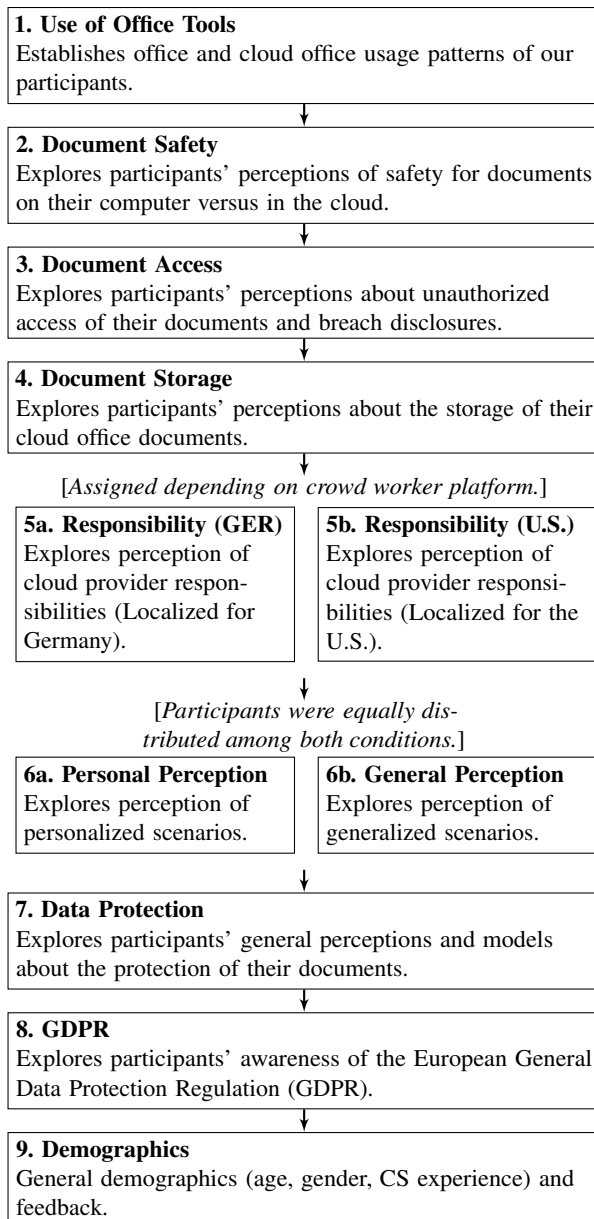 1. Use of Office Tools
Establishes office and cloud office usage patterns of our
participants.
2. Document Safety
Explores participants' perceptions of safety for documents
on their computer versus in the cloud.
3. Document Access
Explores participants' perceptions about unauthorized
access of their documents and breach disclosures.
4. Document Storage
Explores participants' perceptions about the storage of their
cloud office documents.
[Assigned depending on crowd worker platform.]
5a. Responsibility (GER)
Explores perception of
cloud provider respon-
sibilities (Localized for
Germany).
5b. Responsibility (U.S.)
Explores perception of
cloud provider responsi-
bilities (Localized for the
U.S.).
[Participants were equally dis-
tributed among both conditions.]
6a. Personal Perception
Explores perception of
personalized scenarios.
6b. General Perception
Explores perception of
generalized scenarios.
7. Data Protection
Explores participants' general perceptions and models
about the protection of their documents.
8. GDPR
Explores participants' awareness of the European General
Data Protection Regulation (GDPR).
9. Demographics
General demographics (age, gender, CS experience) and
feedback.